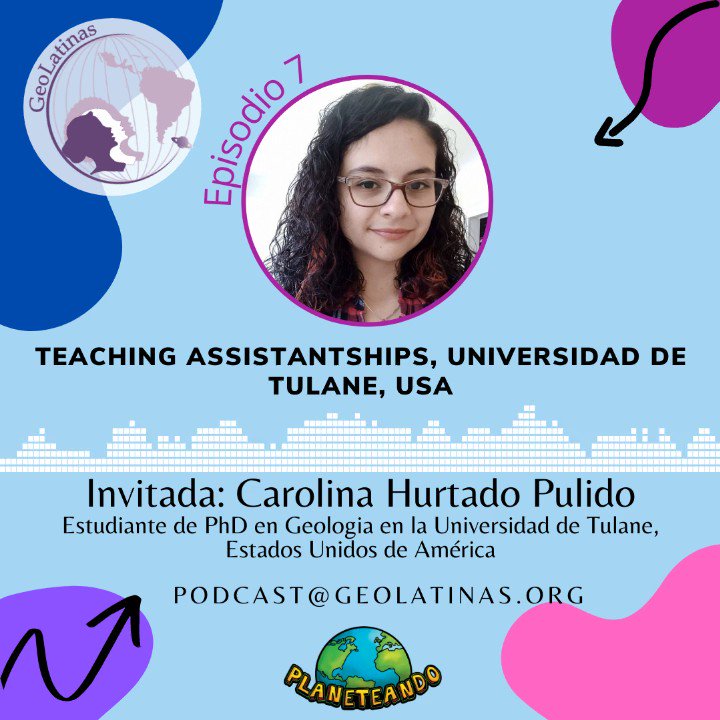 GeoLatinas
Episodio 7
TEACHING ASSISTANTSHIPS, UNIVERSIDAD DE
TULANE, USA
Invitada: Carolina Hurtado Pulido
Estudiante de PhD en Geologia en la Universidad de Tulane,
Estados Unidos de América
PODCAST@GEOLATINAS.ORG
PLANETEANDO